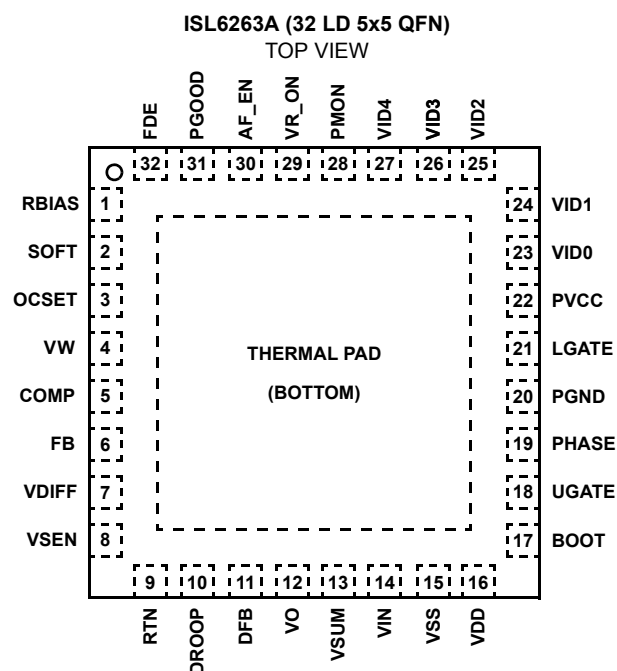 ISL6263A (32 LD 5x5 QFN)
TOP VIEW
FDE
PGOOD
AF_EN
VR_ON
PMON
VID4
VID3
VID2
32 31 30 29 28 27 26 25
RBIAS 1
SOFT 2
OCSET 3
VW 4
COMP 5
FB 6
VDIFF 7
VSEN 8
24 VID1
23 VID0
22 PVCC
21 LGATE
20 PGND
19 PHASE
18 UGATE
17 BOOT
THERMAL PAD
(BOTTOM)
9 10 11 12 13 14 15 16
RTN
DROOP
DFB
VO
VSUM
VIN
VSS
VDD